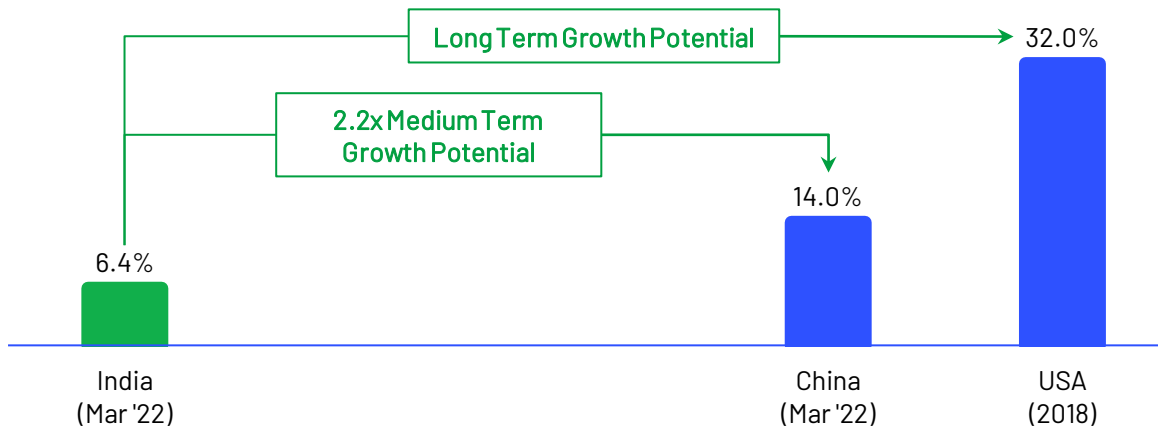 Long Term Growth Potential
32.0%
2.2x Medium Term
Growth Potential
14.0%
6.4%
India
(Mar '22)
China
(Mar '22)
USA
(2018)